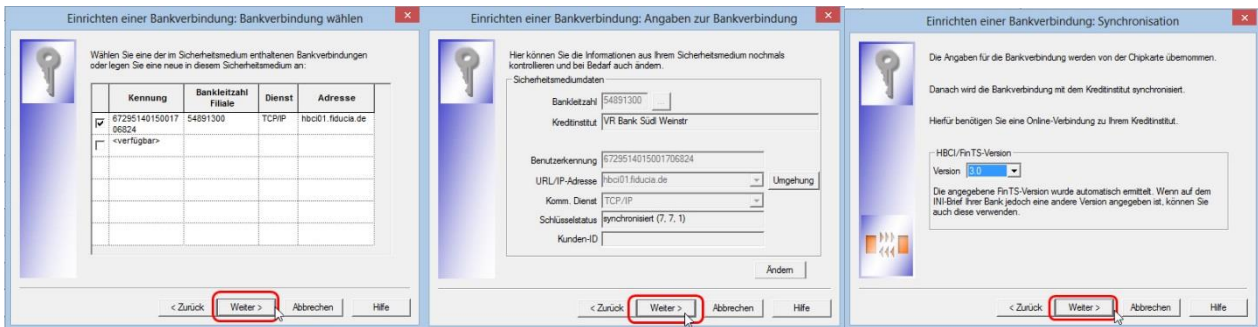 Einrichten einer Bankverbindung: Bankverbindung wählen
Wählen Sie eine der im Sicherheitsmedium enthaltenen Bankverbindungen
oder legen Sie eine neue in diesem Sicherheitsmedium an:
Kennung Bankleitzahl Filiale Dienst Adresse
67295140150017 54891300 TCP/IP hbci01.fiducia.de
06824
<verfügbar>
< Zurück Weiter > Abbrechen Hilfe
Einrichten einer Bankverbindung: Angaben zur Bankverbindung
Hier können Sie die Informationen aus Ihrem Sicherheitsmedium nochmals
kontrollieren und bei Bedarf auch ändern.
Sicherheitsmediumdaten
Bankleitzahl 54891300 ...
Kreditinstitut VR Bank Südl Weinstr
Benutzerkennung 6729514015001706824
URL/IP-Adresse hbci01.fiducia.de Umgehung
Komm. Dienst TCP/IP
Schlüsselstatus synchronisiert (7, 7, 1)
Kunden-ID
Ändern
< Zurück Weiter > Abbrechen Hilfe
Einrichten einer Bankverbindung: Synchronisation
Die Angaben für die Bankverbindung werden von der Chipkarte übernommen.
Danach wird die Bankverbindung mit dem Kreditinstitut synchronisiert.
Hierfür benötigen Sie eine Online-Verbindung zu Ihrem Kreditinstitut.
HBCI/FinTS-Version
Version 3.0
Die angegebene FinTS-Version wurde automatisch ermittelt. Wenn auf dem
INI-Brief Ihrer Bank jedoch eine andere Version angegeben ist, können Sie
auch diese verwenden.
< Zurück Weiter > Abbrechen Hilfe